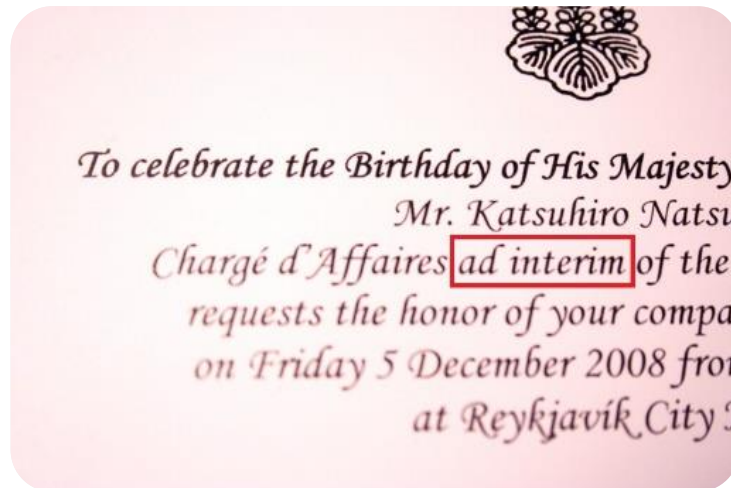 To celebrate the Birthday of His Majesty
Mr. Katsuhiro
Chargé d'Affaires ad interim of the
requests the honor of your
on Friday 5 December 2008
at Reykjavík City